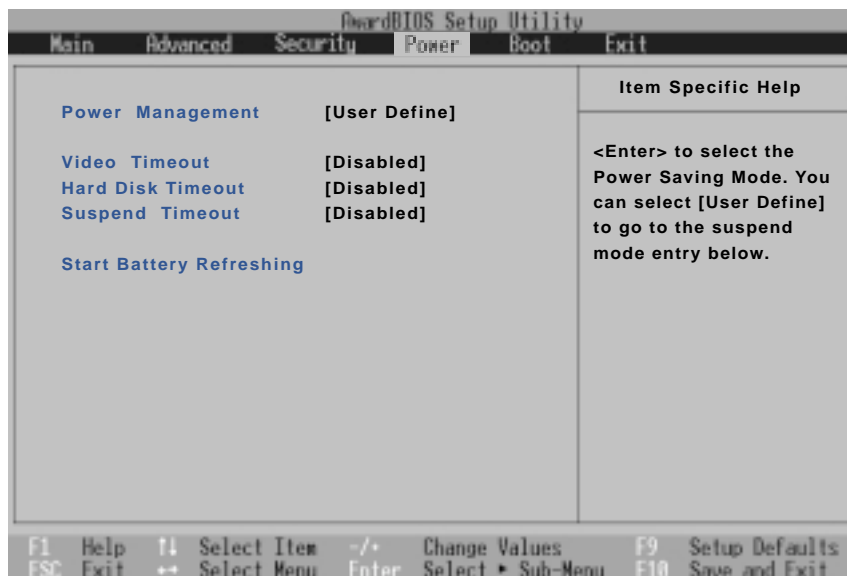 AwardBIOS Setup Utility
Main Advanced Security Power Boot Exit
Power Management [User Define]
Video Timeout [Disabled]
Hard Disk Timeout [Disabled]
Suspend Timeout [Disabled]
Start Battery Refreshing
Item Specific Help
<Enter> to select the
Power Saving Mode. You
can select [User Define]
to go to the suspend
mode entry below.
F1 Help ↑↓ Select Item -/+ Change Values F9 Setup Defaults
ESC Exit ↔ Select Menu Enter Select ▸ Sub-Menu F10 Save and Exit